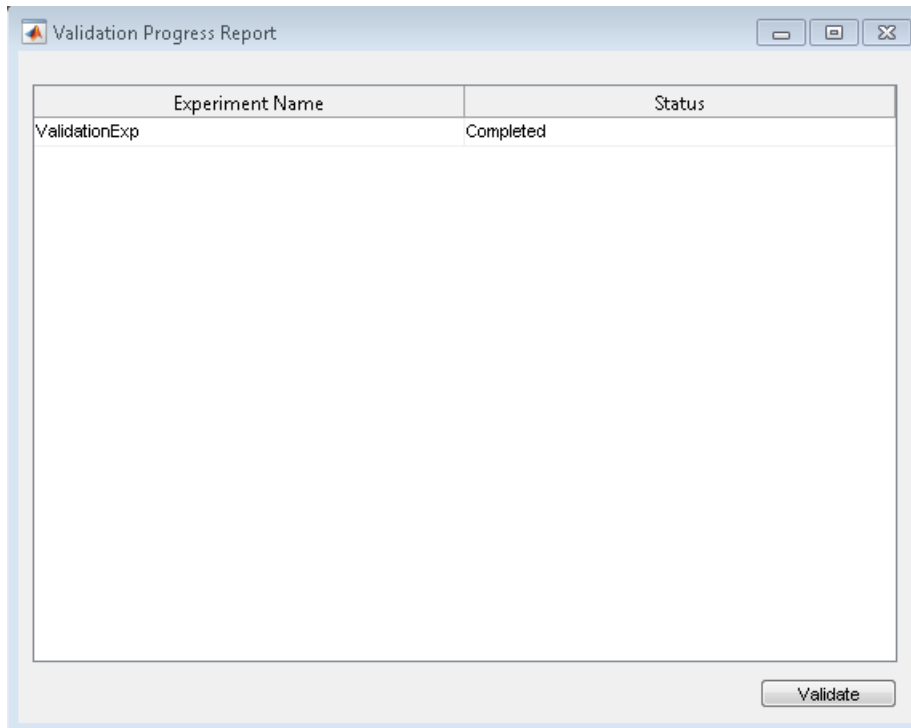 Validation Progress Report
Experiment Name Status
ValidationExp Completed
Validate